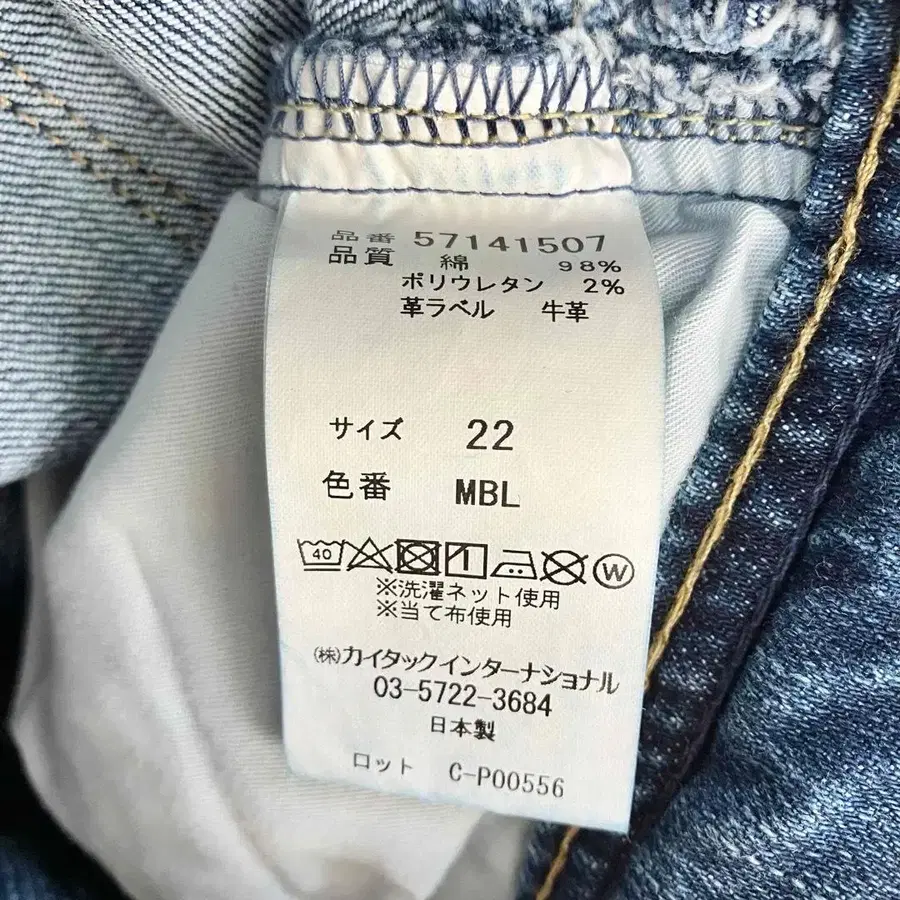 品番 57141507
品質 綿 98%
ポリウレタン 2%
革ラベル 牛革
サイズ 22
色番 MBL
40 W
※洗濯ネット使用
※当て布使用
㈱カイタックインターナショナル
03-5722-3684
日本製
ロット C-P00556